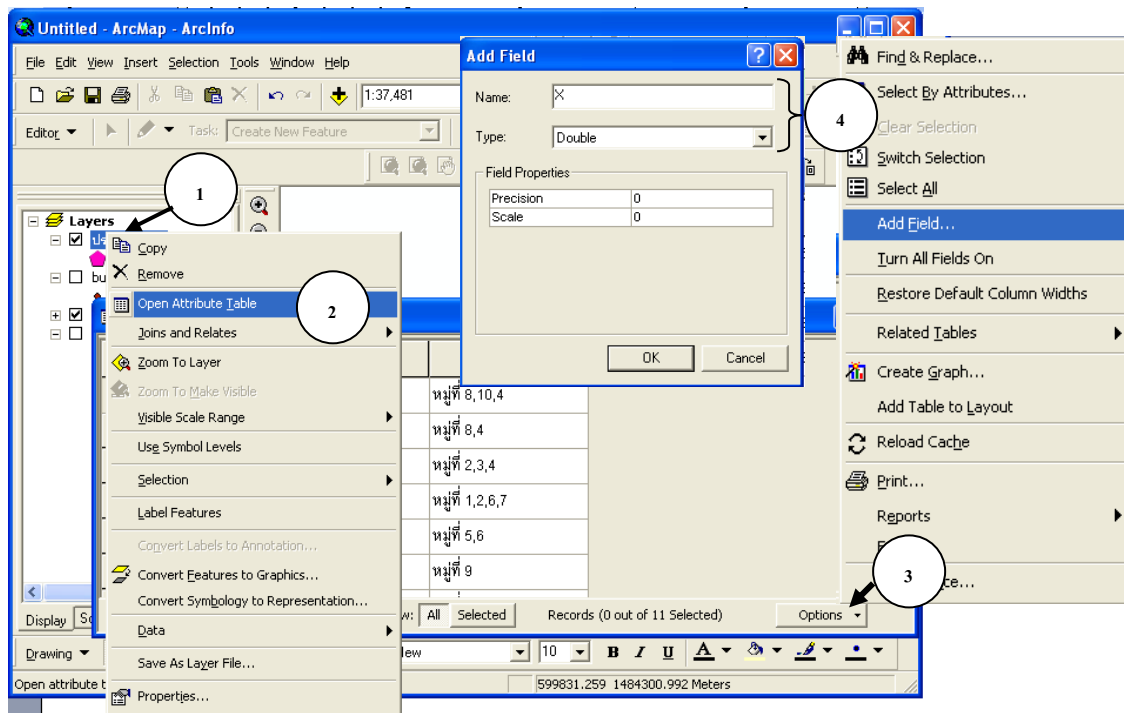 Untitled - ArcMap - ArcInfo
File Edit View Insert Selection Tools Window Help
1:37,481
Editor Task: Create New Feature
Layers
Copy
Remove
Open Attribute Table
Joins and Relates
Zoom To Layer
Zoom To Make Visible
Visible Scale Range
Use Symbol Levels
Selection
Label Features
Convert Labels to Annotation...
Convert Features to Graphics...
Convert Symbology to Representation...
Data
Save As Layer File...
Properties...
1
2
Add Field
Name: X
Type: Double
Field Properties
Precision 0
Scale 0
OK Cancel
4
หมู่ที่ 8,10,4
หมู่ที่ 8,4
หมู่ที่ 2,3,4
หมู่ที่ 1,2,6,7
หมู่ที่ 5,6
หมู่ที่ 9
All Selected Records (0 out of 11 Selected) Options
Find & Replace...
Select By Attributes...
Clear Selection
Switch Selection
Select All
Add Field...
Turn All Fields On
Restore Default Column Widths
Related Tables
Create Graph...
Add Table to Layout
Reload Cache
Print...
Reports
3
Display
Drawing 10 B I U A
Open attribute 599831.259 1484300.992 Meters